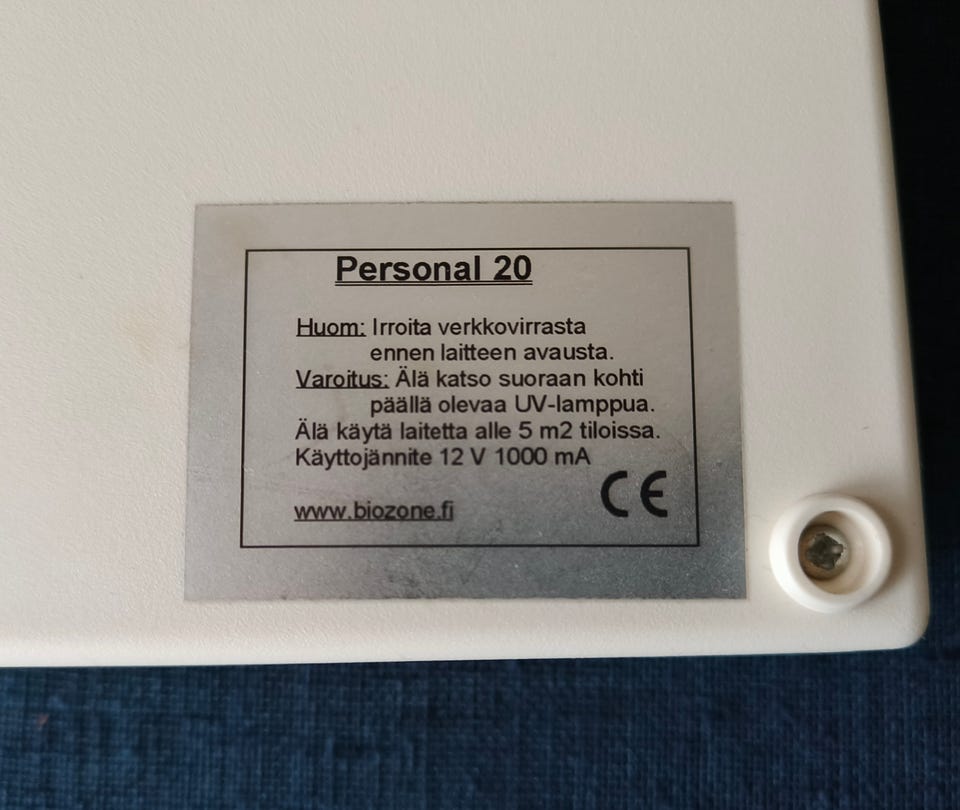 Personal 20
Huom: Irroita verkkovirrasta
ennen laitteen avausta.
Varoitus: Älä katso suoraan kohti
päällä olevaa UV-lamppua.
Älä käytä laitetta alle 5 m2 tiloissa.
Käyttojännite 12 V 1000 mA
CE
www.biozone.fi